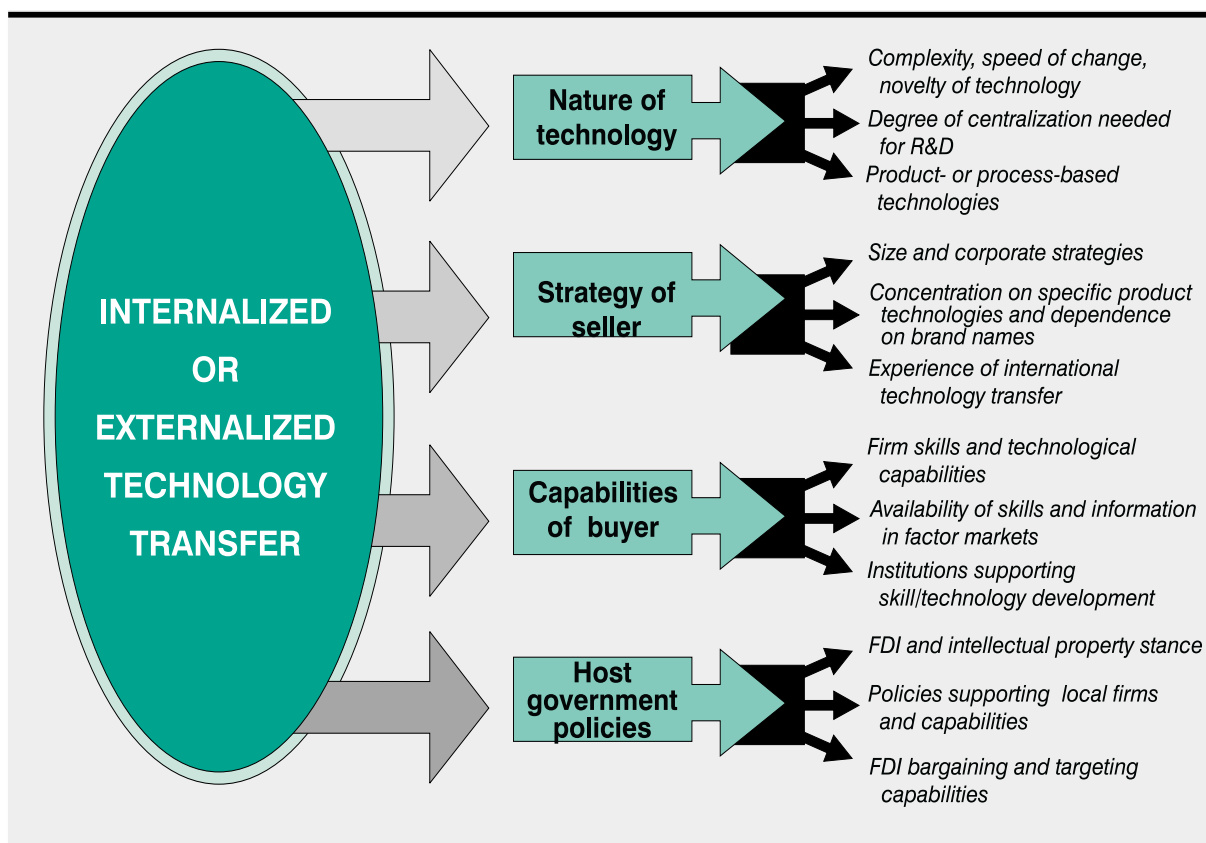 INTERNALIZED
OR
EXTERNALIZED
TECHNOLOGY
TRANSFER
Nature of
technology
Complexity, speed of change,
novelty of technology
Degree of centralization needed
for R&D
Product- or process-based
technologies
Strategy of
seller
Size and corporate strategies
Concentration on specific product
technologies and dependence
on brand names
Experience of international
technology transfer
Capabilities
of buyer
Firm skills and technological
capabilities
Availability of skills and information
in factor markets
Institutions supporting
skill/technology development
Host
government
policies
FDI and intellectual property stance
Policies supporting local firms
and capabilities
FDI bargaining and targeting
capabilities